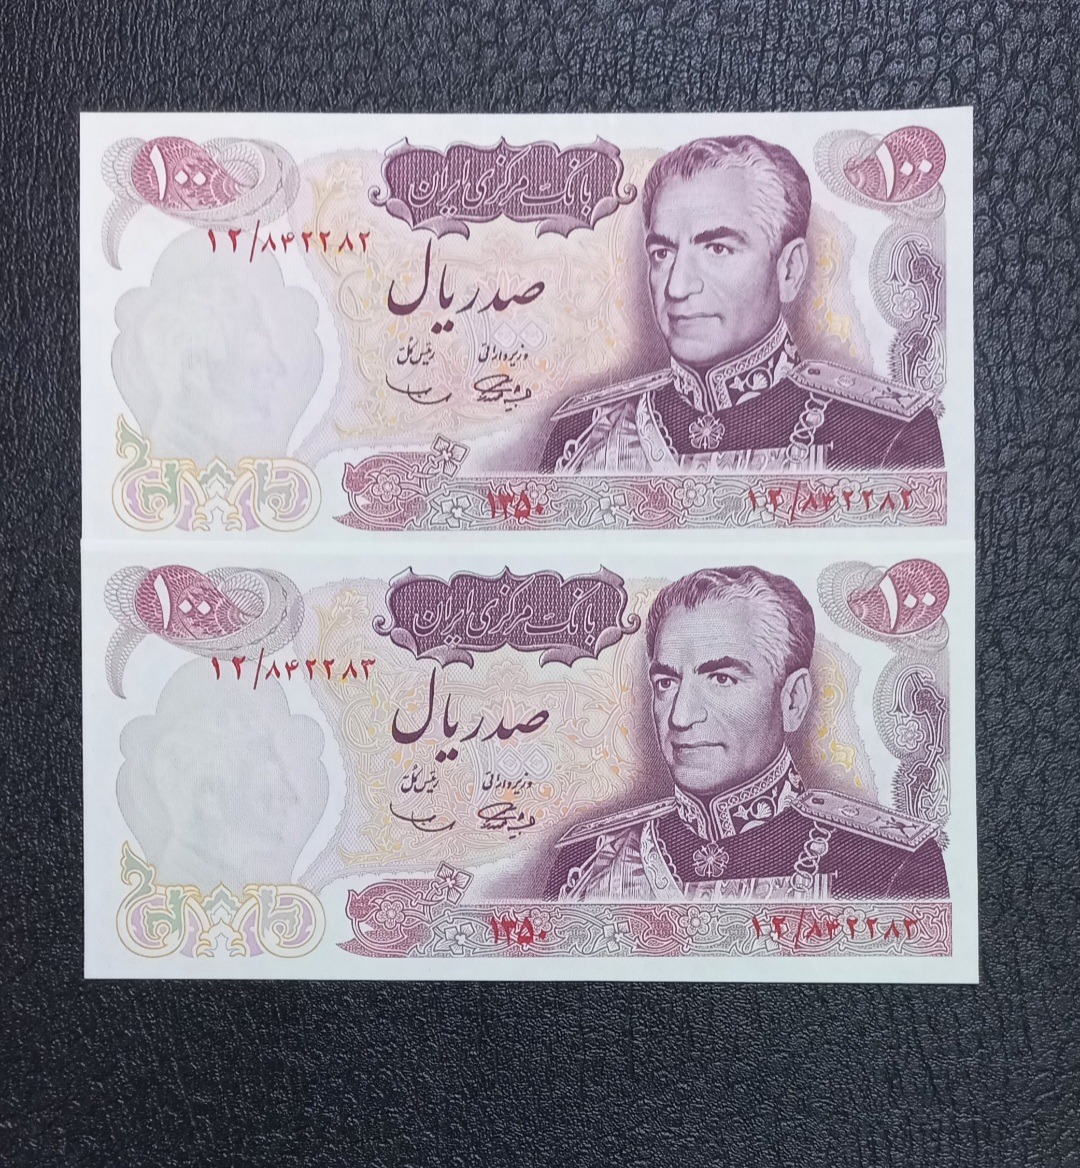 ۱۰۰
بانک مرکزی ایران
۱۰۰
۱۲/۸۴۲۲۸۲
صد ریال
وزیر دارائی
رئیس کل
۱۳۵۰
۱۲/۸۴۲۲۸۲
۱۰۰
بانک مرکزی ایران
۱۰۰
۱۲/۸۴۲۲۸۳
صد ریال
وزیر دارائی
رئیس کل
۱۳۵۰
۱۲/۸۴۲۲۸۳